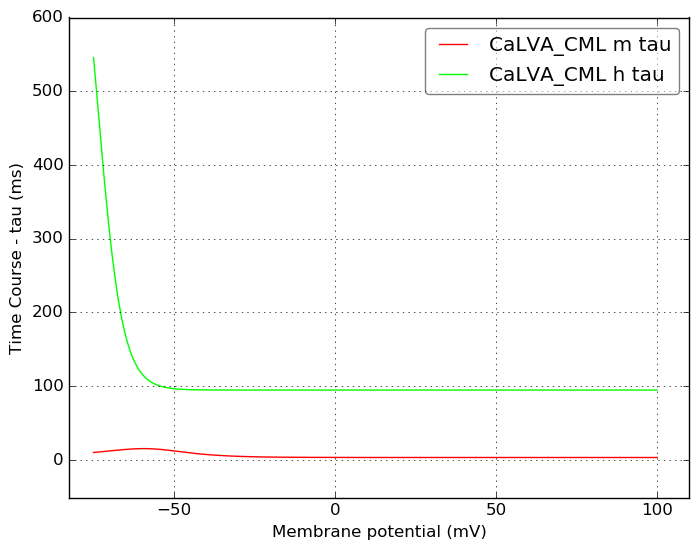 600
500
400
300
200
100
0
Time Course - tau (ms)
CaLVA_CML m tau
CaLVA_CML h tau
−50
0
50
100
Membrane potential (mV)